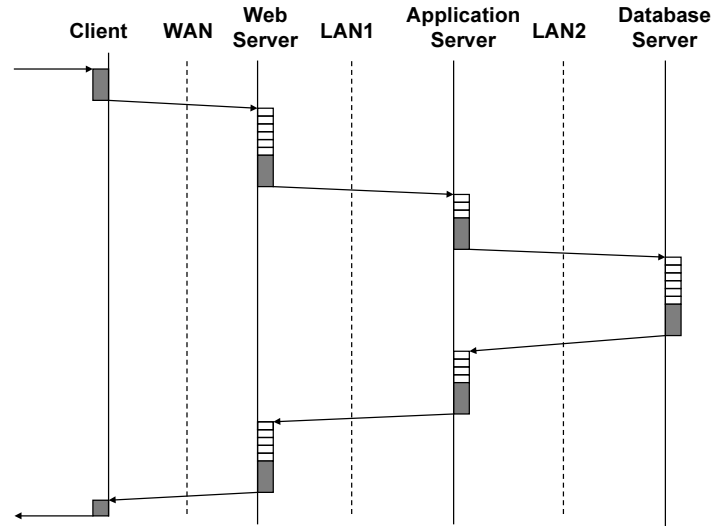 Client
WAN
Web
Server
LAN1
Application
Server
LAN2
Database
Server